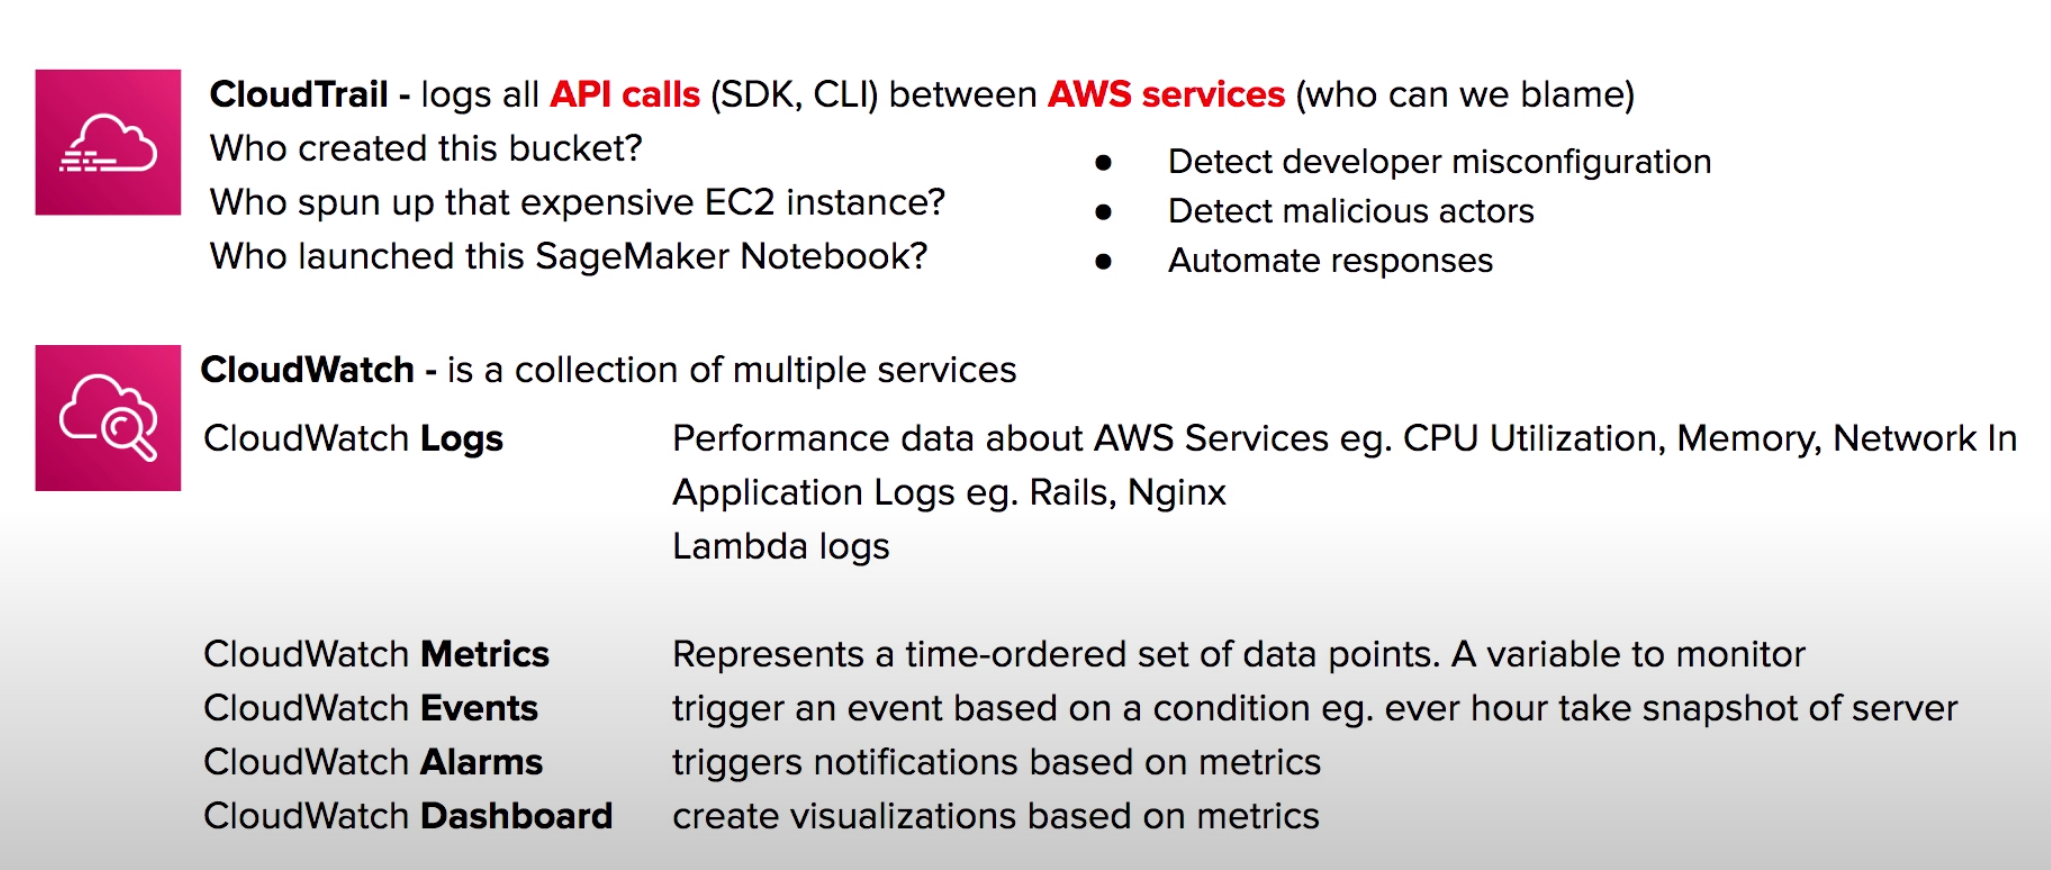 CloudTrail - logs all API calls (SDK, CLI) between AWS services (who can we blame)
Who created this bucket?
Who spun up that expensive EC2 instance?
Who launched this SageMaker Notebook?
● Detect developer misconfiguration
● Detect malicious actors
● Automate responses
CloudWatch - is a collection of multiple services
CloudWatch Logs Performance data about AWS Services eg. CPU Utilization, Memory, Network In
Application Logs eg. Rails, Nginx
Lambda logs
CloudWatch Metrics Represents a time-ordered set of data points. A variable to monitor
CloudWatch Events trigger an event based on a condition eg. ever hour take snapshot of server
CloudWatch Alarms triggers notifications based on metrics
CloudWatch Dashboard create visualizations based on metrics